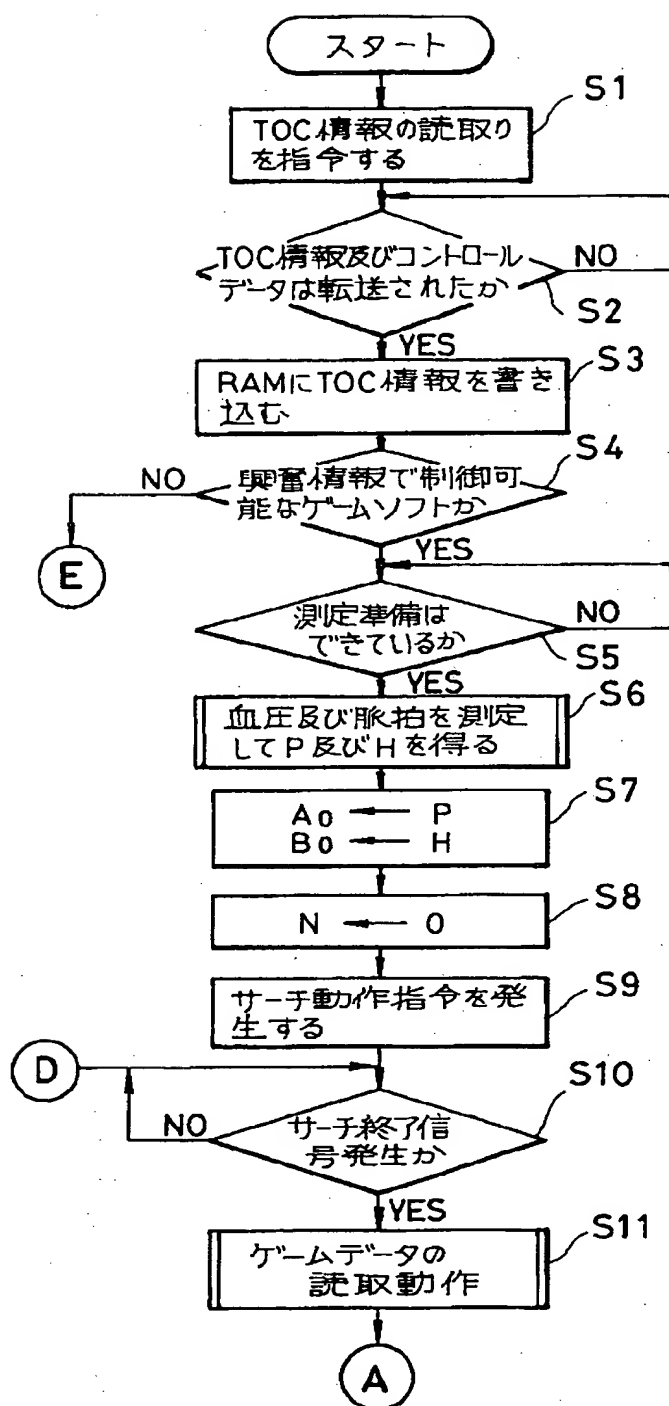 スタート
S1
TOC情報の読取り
を指令する
TOC情報及びコントロール
データは転送されたか
NO
S2
YES
S3
RAMにTOC情報を書き
込む
S4
NO
興奮情報で制御可
能なゲームソフトか
E
YES
測定準備は
できているか
NO
S5
YES
S6
血圧及び脈拍を測定
してP及びHを得る
S7
A₀ ← P
B₀ ← H
S8
N ← 0
S9
サーチ動作指令を発
生する
D
S10
NO
サーチ終了信
号発生か
YES
S11
ゲームデータの
読取動作
A